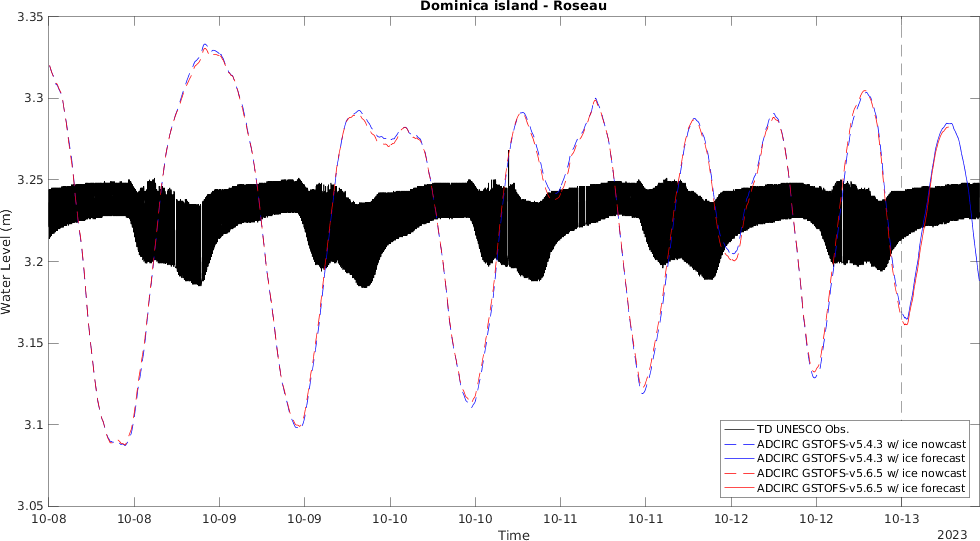 Dominica island - Roseau
3.35
3.3
3.25
3.2
3.15
3.1
3.05
Water Level (m)
TD UNESCO Obs.
ADCIRC GSTOFS-v5.4.3 w/ ice nowcast
ADCIRC GSTOFS-v5.4.3 w/ ice forecast
ADCIRC GSTOFS-v5.6.5 w/ ice nowcast
ADCIRC GSTOFS-v5.6.5 w/ ice forecast
10-08 10-08 10-09 10-09 10-10 10-10 10-11 10-11 10-12 10-12 10-13
Time
2023